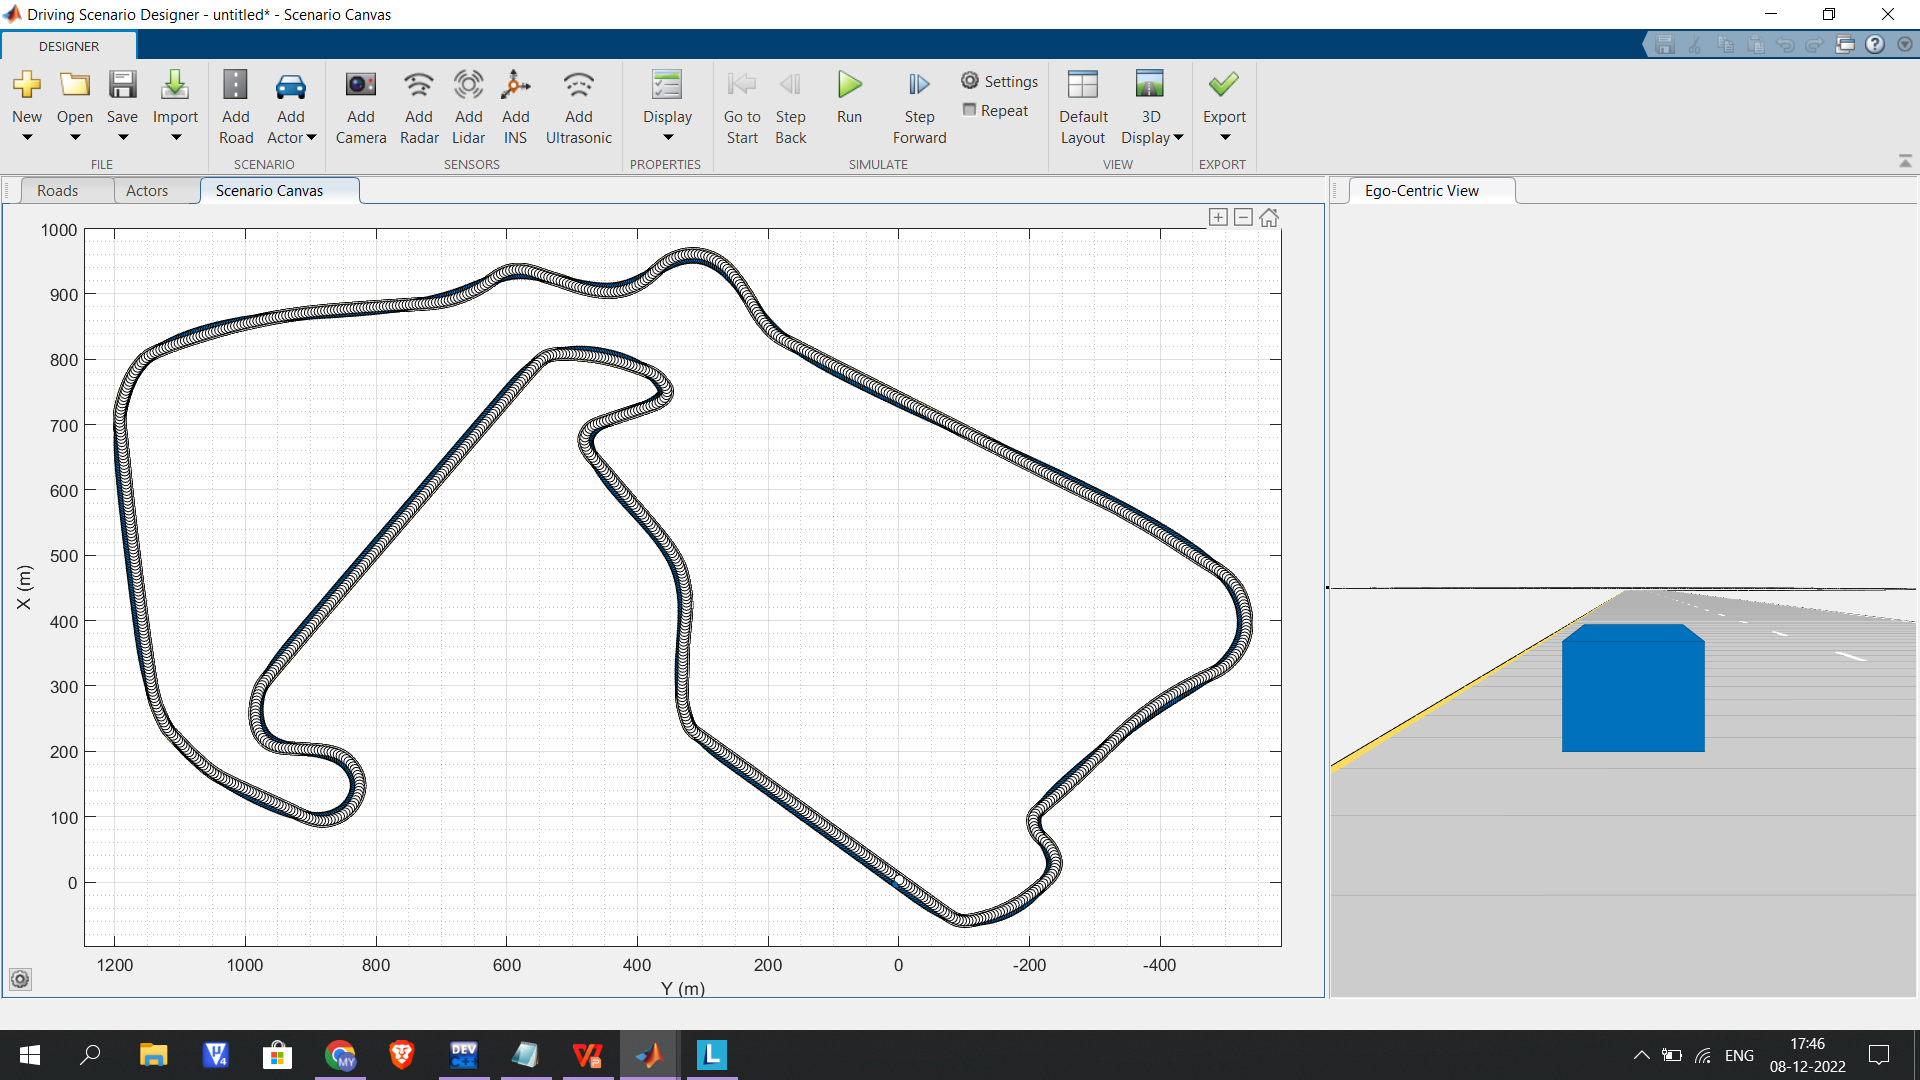 Driving Scenario Designer - untitled* - Scenario Canvas
DESIGNER
New
Open
Save
Import
Add Road
Add Actor
Add Camera
Add Radar
Add Lidar
Add INS
Add Ultrasonic
Display
Go to Start
Step Back
Run
Step Forward
Settings
Repeat
Default Layout
3D Display
Export
FILE
SCENARIO
SENSORS
PROPERTIES
SIMULATE
VIEW
EXPORT
Roads
Actors
Scenario Canvas
Ego-Centric View
1000
900
800
700
600
500
400
300
200
100
0
X (m)
1200
1000
800
600
400
200
0
-200
-400
Y (m)
4
MY
DEV
C++
L
ENG
17:46
08-12-2022